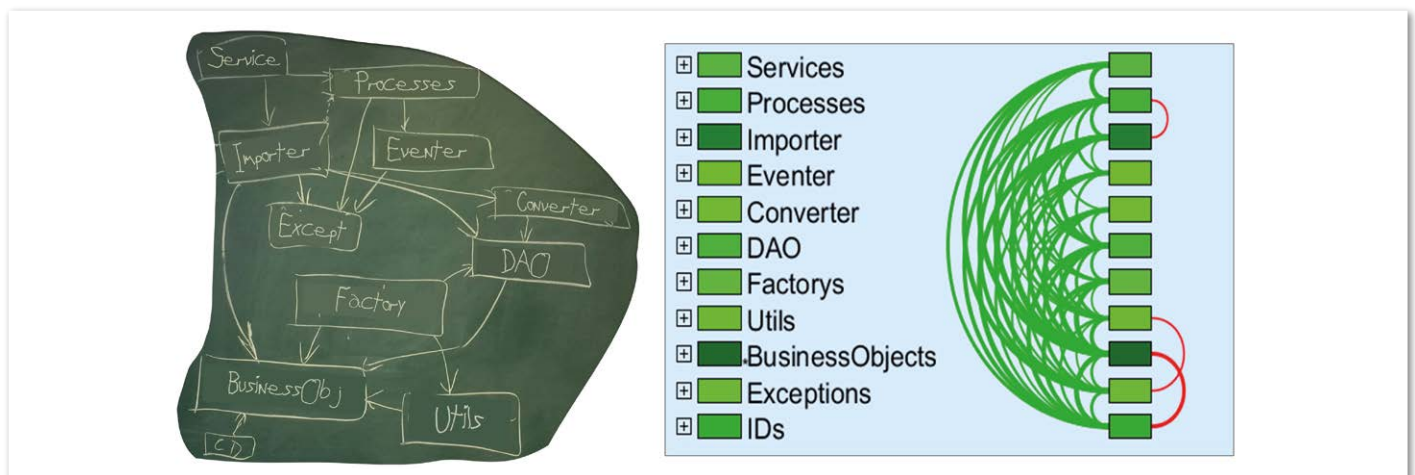 Service
Processes
Importer
Eventer
Converter
Except
DAO
Factory
BusinessObj
Utils
Services
Processes
Importer
Eventer
Converter
DAO
Factorys
Utils
BusinessObjects
Exceptions
IDs